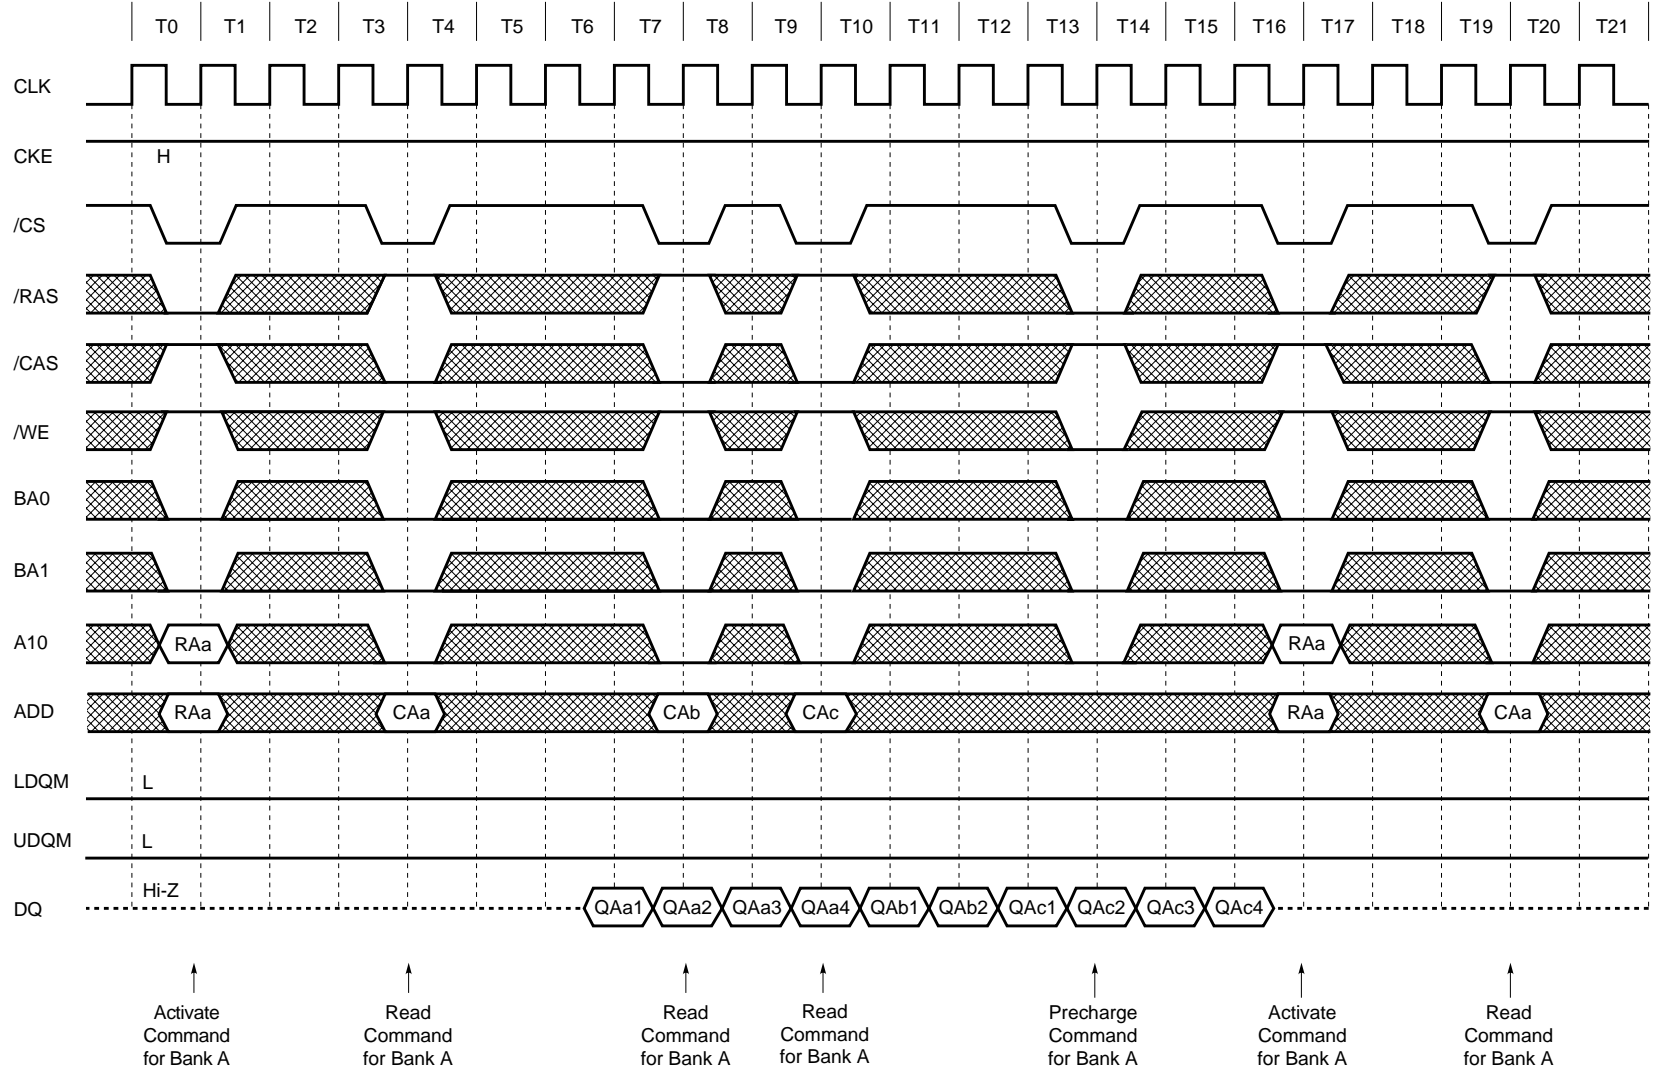 T0 T1 T2 T3 T4 T5 T6 T7 T8 T9 T10 T11 T12 T13 T14 T15 T16 T17 T18 T19 T20 T21
CLK
CKE H
/CS
/RAS
/CAS
/WE
BA0
BA1
A10 RAa RAa
ADD RAa CAa CAb CAc RAa CAa
LDQM L
UDQM L
DQ Hi-Z QAa1 QAa2 QAa3 QAa4 QAb1 QAb2 QAc1 QAc2 QAc3 QAc4
Activate
Command
for Bank A
Read
Command
for Bank A
Read
Command
for Bank A
Read
Command
for Bank A
Precharge
Command
for Bank A
Activate
Command
for Bank A
Read
Command
for Bank A